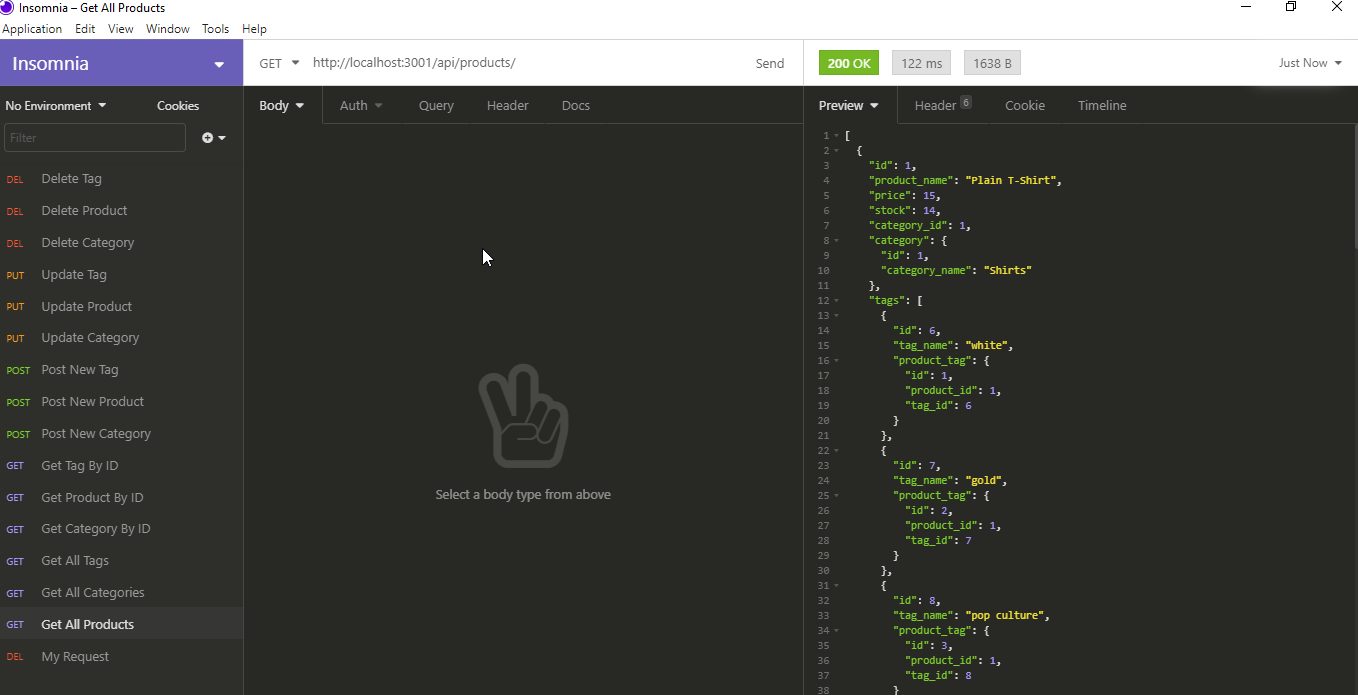 Insomnia – Get All Products
Application Edit View Window Tools Help
Insomnia
GET http://localhost:3001/api/products/ Send
200 OK 122 ms 1638 B Just Now
No Environment Cookies
Body Auth Query Header Docs
Preview Header 6 Cookie Timeline
Filter
DEL Delete Tag
DEL Delete Product
DEL Delete Category
PUT Update Tag
PUT Update Product
PUT Update Category
POST Post New Tag
POST Post New Product
POST Post New Category
GET Get Tag By ID
GET Get Product By ID
GET Get Category By ID
GET Get All Tags
GET Get All Categories
GET Get All Products
DEL My Request
Select a body type from above
1 [
2 {
3 "id": 1,
4 "product_name": "Plain T-Shirt",
5 "price": 15,
6 "stock": 14,
7 "category_id": 1,
8 "category": {
9 "id": 1,
10 "category_name": "Shirts"
11 },
12 "tags": [
13 {
14 "id": 6,
15 "tag_name": "white",
16 "product_tag": {
17 "id": 1,
18 "product_id": 1,
19 "tag_id": 6
20 }
21 },
22 {
23 "id": 7,
24 "tag_name": "gold",
25 "product_tag": {
26 "id": 2,
27 "product_id": 1,
28 "tag_id": 7
29 }
30 },
31 {
32 "id": 8,
33 "tag_name": "pop culture",
34 "product_tag": {
35 "id": 3,
36 "product_id": 1,
37 "tag_id": 8
38 }